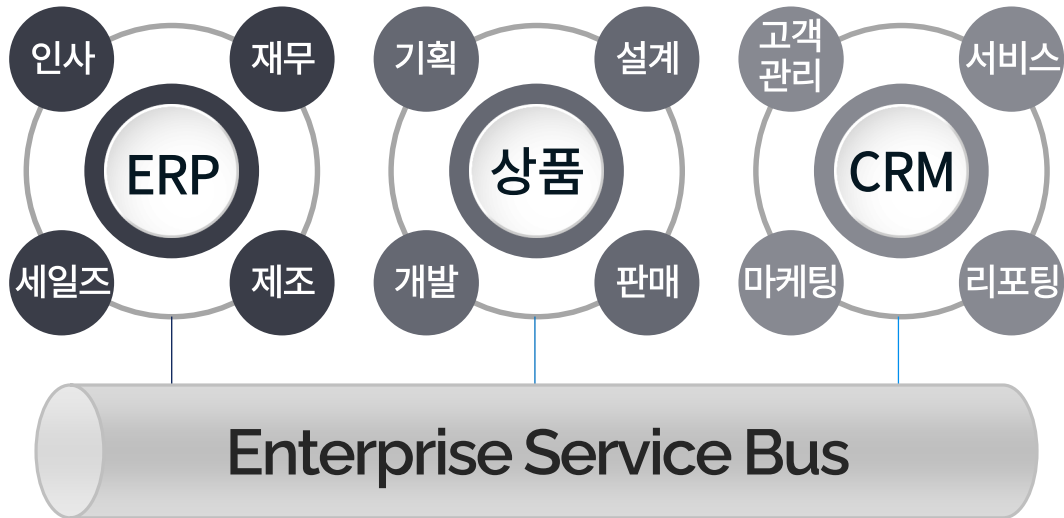 인사
재무
ERP
세일즈
제조
기획
설계
상품
개발
판매
고객
관리
서비스
CRM
마케팅
리포팅
Enterprise Service Bus